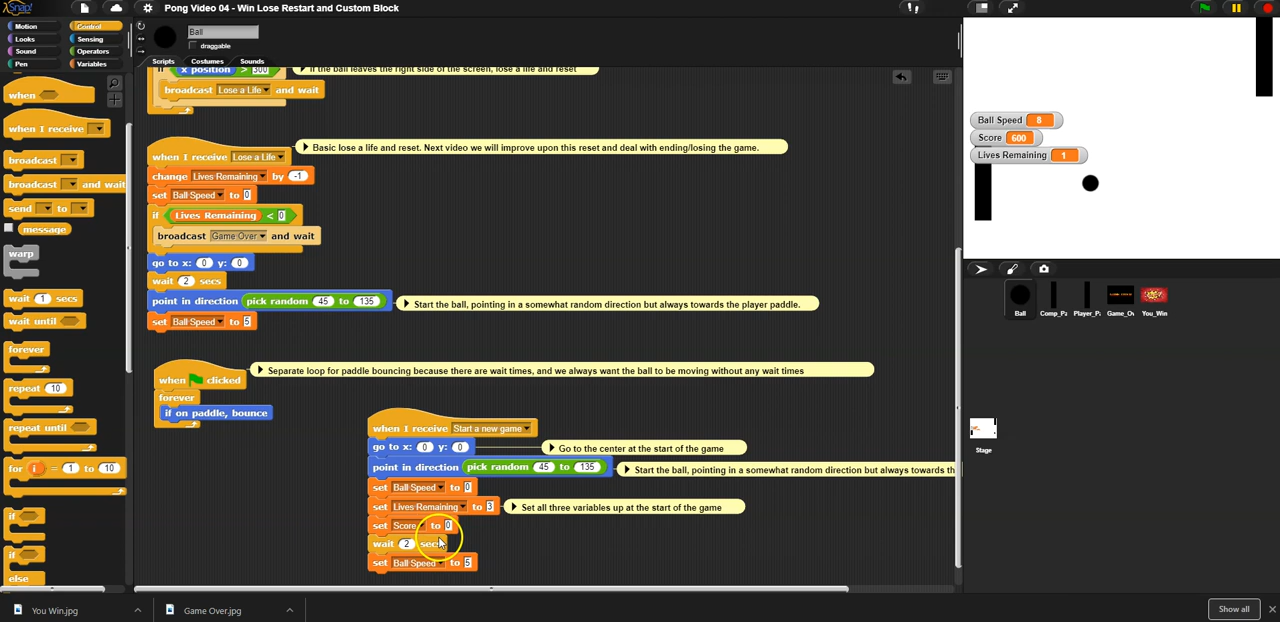 Snap!
Pong Video 04 - Win Lose Restart and Custom Block
Motion
Control
Looks
Sensing
Sound
Operators
Pen
Variables
Ball
draggable
Scripts
Costumes
Sounds
when
when I receive
broadcast
broadcast and wait
send to
message
warp
wait 1 secs
wait until
forever
repeat 10
repeat until
for i = 1 to 10
if
if
else
if x position > 300
If the ball leaves the right side of the screen, lose a life and reset
broadcast Lose a Life and wait
when I receive Lose a Life
Basic lose a life and reset. Next video we will improve upon this reset and deal with ending/losing the game.
change Lives Remaining by -1
set Ball Speed to 0
if Lives Remaining < 0
broadcast Game Over and wait
go to x: 0 y: 0
wait 2 secs
point in direction pick random 45 to 135
Start the ball, pointing in a somewhat random direction but always towards the player paddle.
set Ball Speed to 5
when clicked
Separate loop for paddle bouncing because there are wait times, and we always want the ball to be moving without any wait times
forever
if on paddle, bounce
when I receive Start a new game
go to x: 0 y: 0
Go to the center at the start of the game
point in direction pick random 45 to 135
Start the ball, pointing in a somewhat random direction but always towards th
set Ball Speed to 0
set Lives Remaining to 3
Set all three variables up at the start of the game
set Score to 0
wait 2 secs
set Ball Speed to 5
Ball Speed 8
Score 600
Lives Remaining 1
Ball
Comp_Pa
Player_Pa
Game_Ov
You_Win
Stage
You Win.jpg
Game Over.jpg
Show all